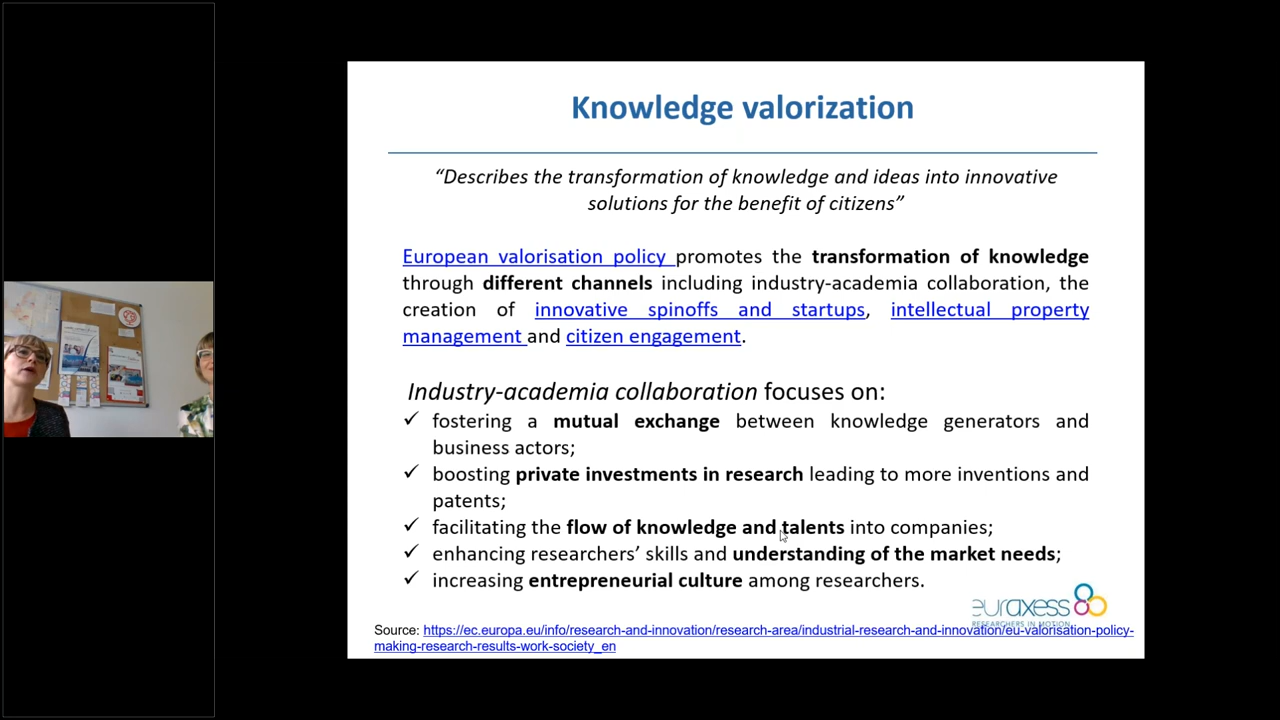 Knowledge valorization
“Describes the transformation of knowledge and ideas into innovative
solutions for the benefit of citizens”
European valorisation policy promotes the transformation of knowledge
through different channels including industry-academia collaboration, the
creation of innovative spinoffs and startups, intellectual property
management and citizen engagement.
Industry-academia collaboration focuses on:
✓ fostering a mutual exchange between knowledge generators and
business actors;
✓ boosting private investments in research leading to more inventions and
patents;
✓ facilitating the flow of knowledge and talents into companies;
✓ enhancing researchers’ skills and understanding of the market needs;
✓ increasing entrepreneurial culture among researchers.
euraxess
RESEARCHERS IN MOTION
Source: https://ec.europa.eu/info/research-and-innovation/research-area/industrial-research-and-innovation/eu-valorisation-policy-
making-research-results-work-society_en